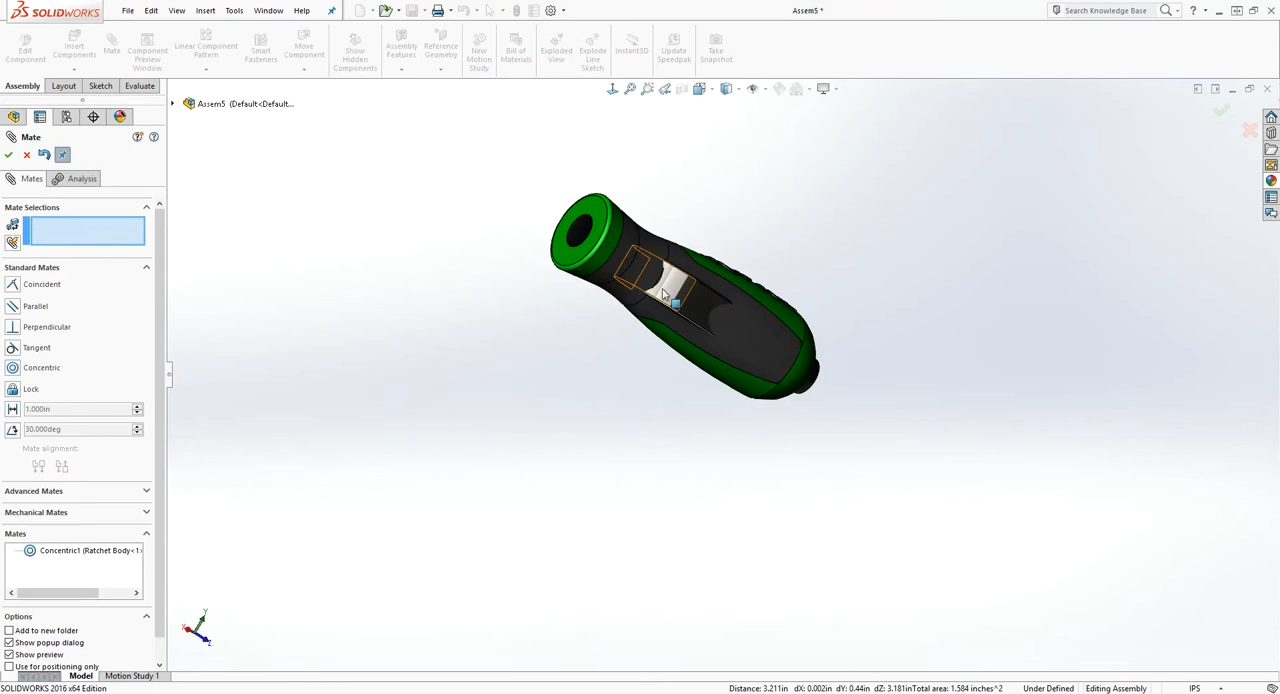 SOLIDWORKS File Edit View Insert Tools Window Help Assem5 * Search Knowledge Base ?
Edit Component Insert Components Mate Component Preview Window Linear Component Pattern Smart Fasteners Move Component Show Hidden Components Assembly Features Reference Geometry New Motion Study Bill of Materials Exploded View Explode Line Sketch Instant3D Update Speedpak Take Snapshot
Assembly Layout Sketch Evaluate
Assem5 (Default<Default...
Mate
Mates Analysis
Mate Selections
Standard Mates
Coincident
Parallel
Perpendicular
Tangent
Concentric
Lock
1.000in
30.000deg
Mate alignment:
Advanced Mates
Mechanical Mates
Mates
Concentric1 (Ratchet Body<1>
Options
Add to new folder
Show popup dialog
Show preview
Use for positioning only
Y
X
Z
Model Motion Study 1
SOLIDWORKS 2016 x64 Edition Distance: 3.211in dX: 0.002in dY: 0.44in dZ: 3.181in Total area: 1.584 inches^2 Under Defined Editing Assembly IPS